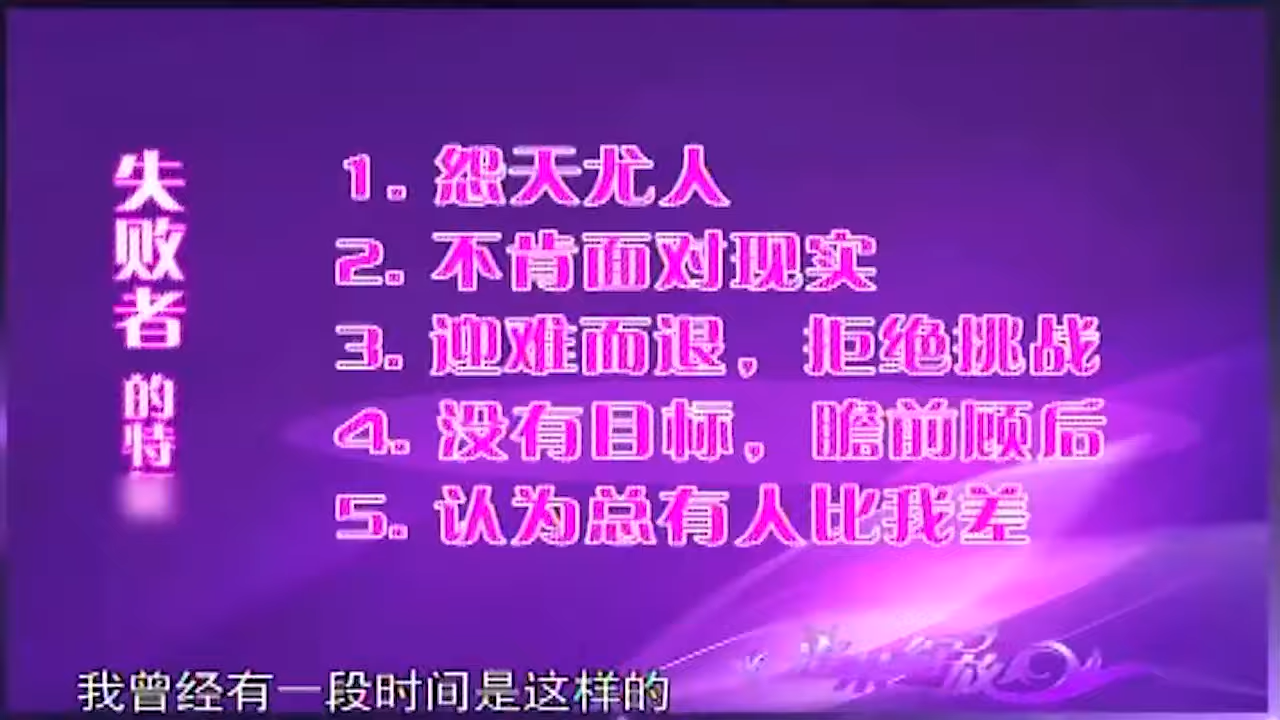 失败者的特
1. 怨天尤人
2. 不肯面对现实
3. 迎难而退，拒绝挑战
4. 没有目标，瞻前顾后
5. 认为总有人比我差
我曾经有一段时间是这样的